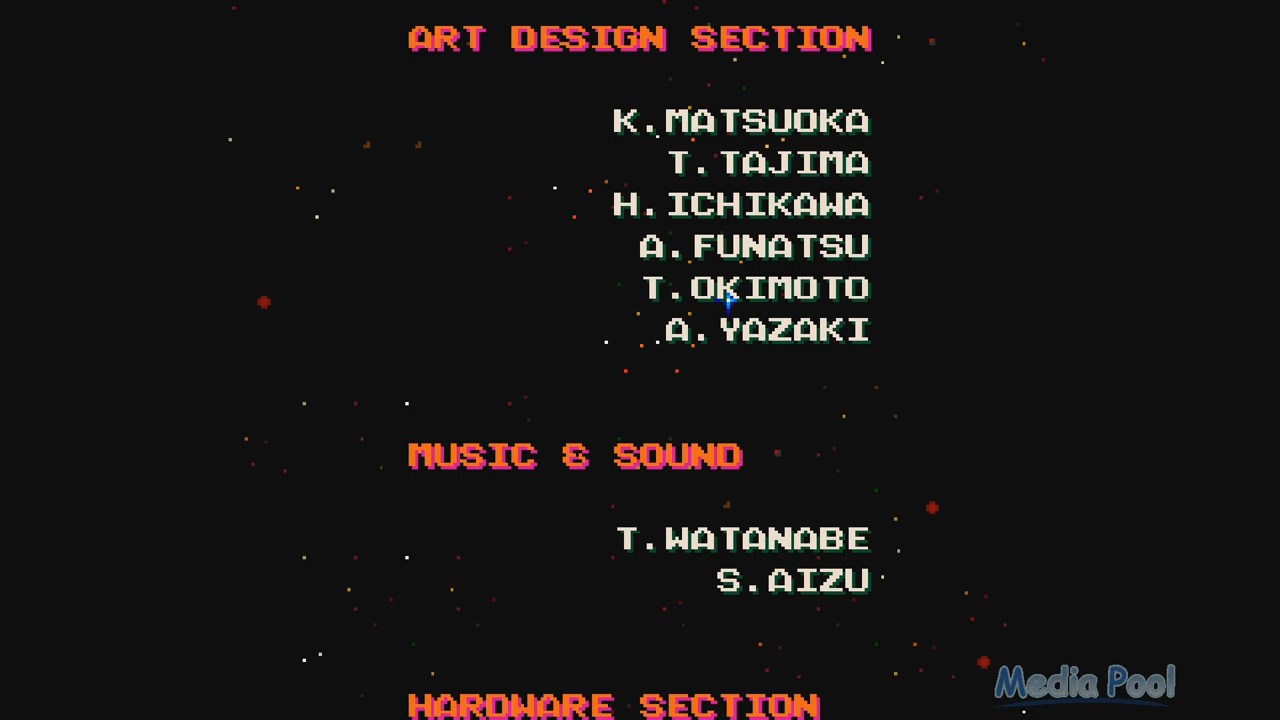 ART DESIGN SECTION
K.MATSUOKA
T.TAJIMA
H.ICHIKAWA
A.FUNATSU
T.OKIMOTO
A.YAZAKI
MUSIC & SOUND
T.WATANABE
S.AIZU
HARDWARE SECTION
Media Pool